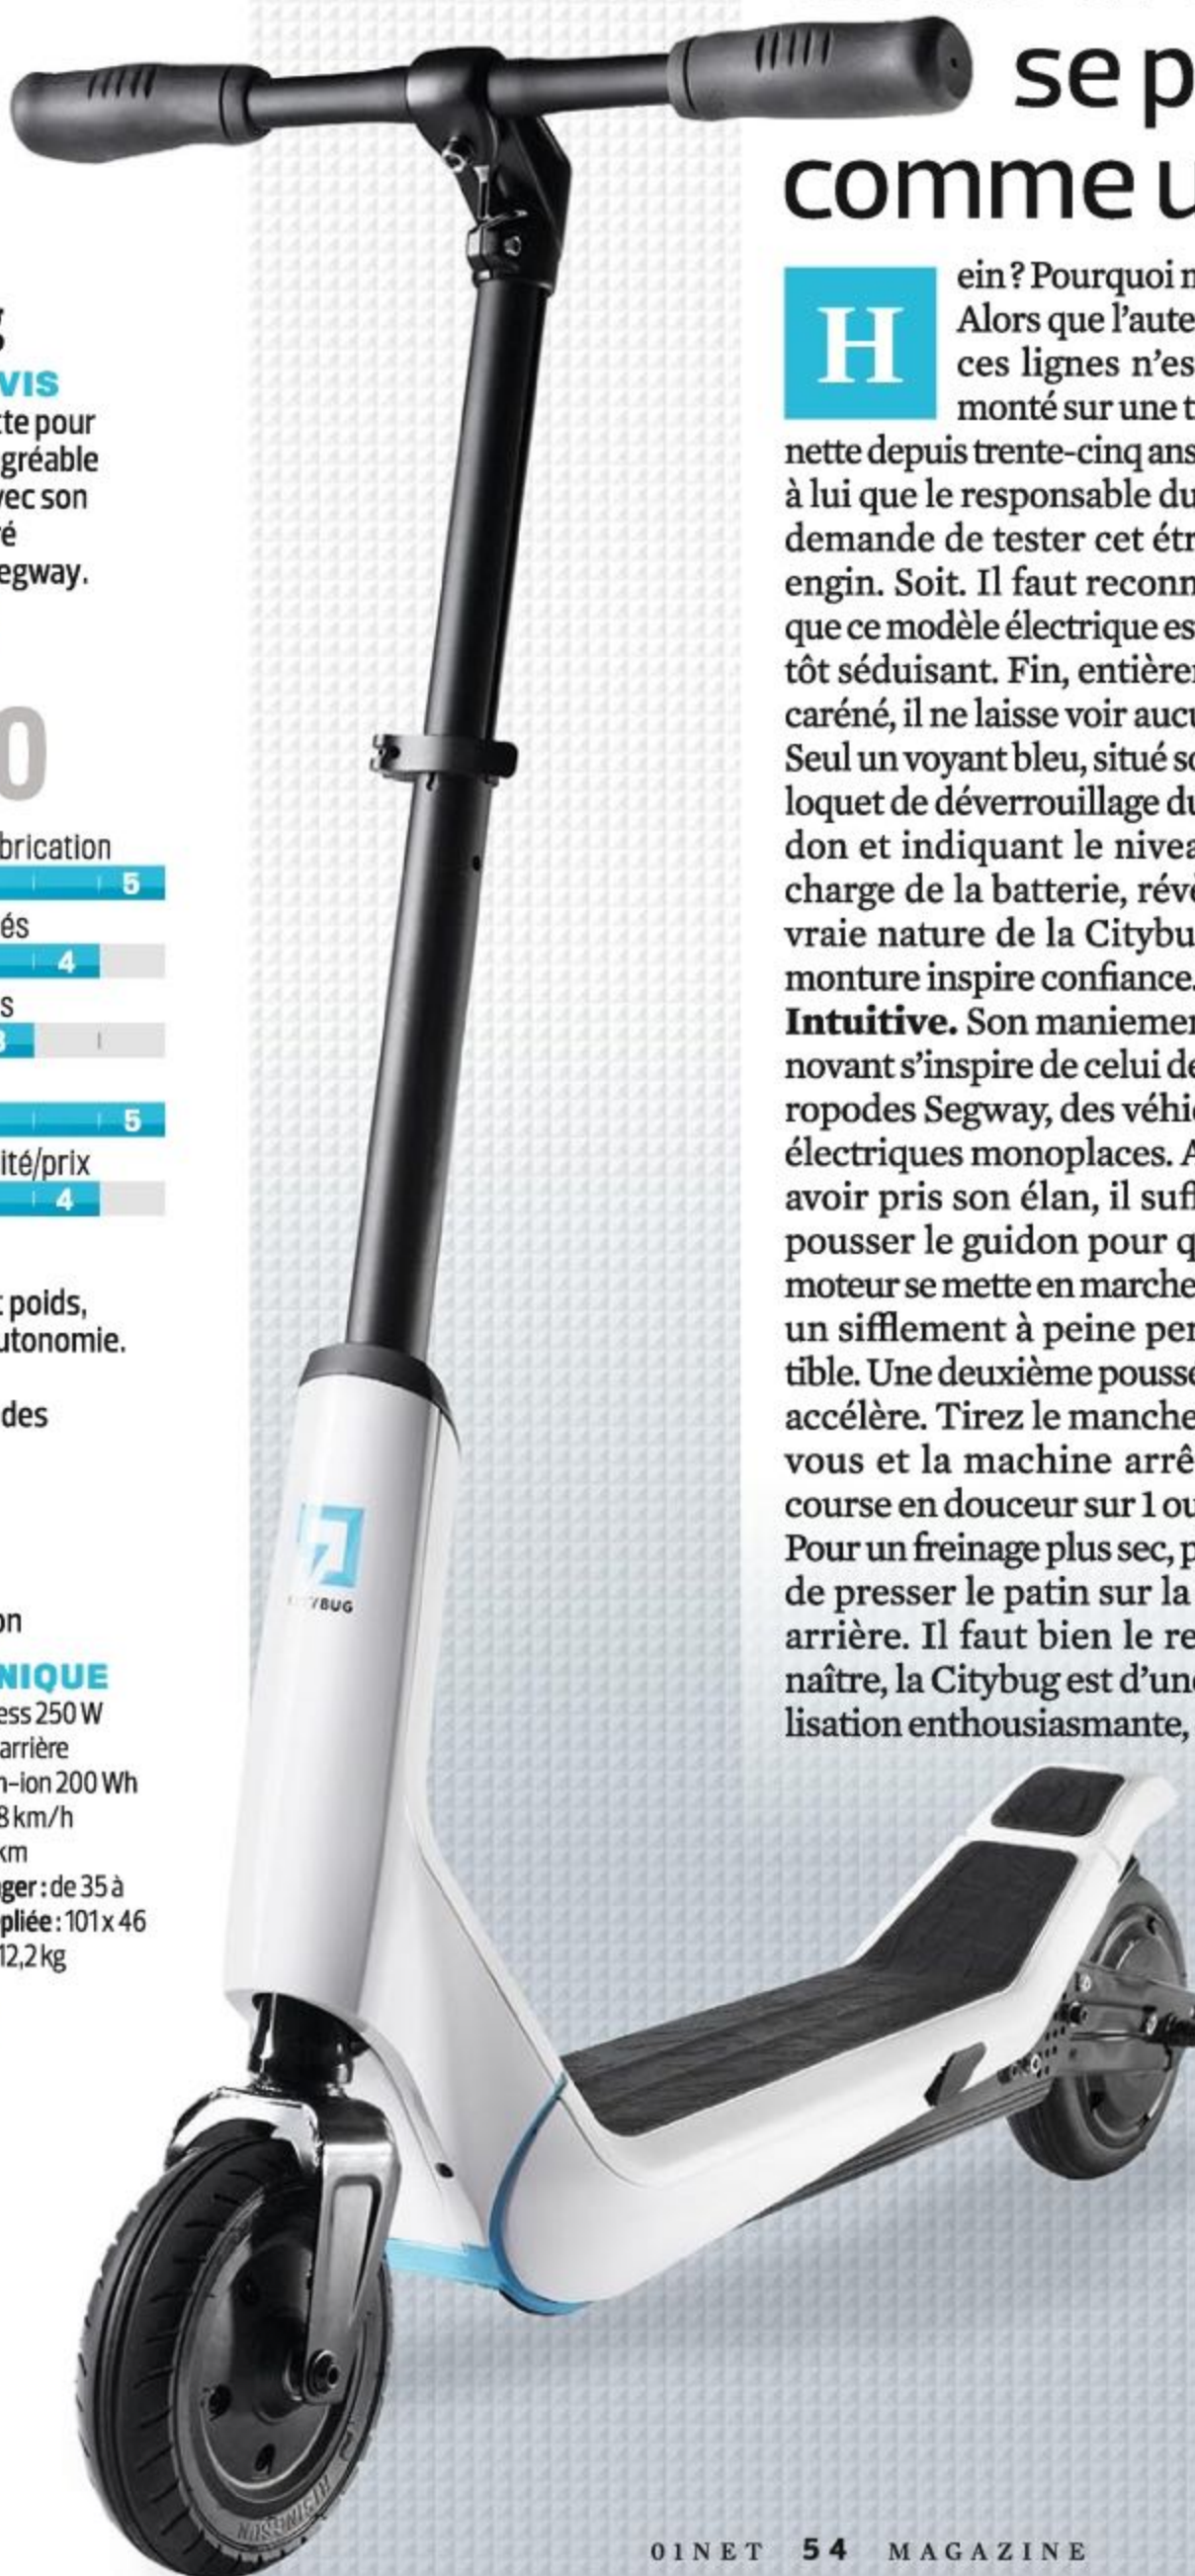 se p
comme u
VIS
te pour
gréable
vec son
é
egway.
0
brication
5
és
4
s
3
5
ité/prix
4
t poids,
utonomie.
des
on
NIQUE
ess 250 W
arrière
n-ion 200 Wh
8 km/h
km
ger : de 35 à
pliée : 101 x 46
12,2 kg
H
ein ? Pourquoi m
Alors que l'aute
ces lignes n'es
monté sur une t
nette depuis trente-cinq ans
à lui que le responsable du
demande de tester cet étr
engin. Soit. Il faut reconn
que ce modèle électrique es
tôt séduisant. Fin, entièrer
caréné, il ne laisse voir aucu
Seul un voyant bleu, situé so
loquet de déverrouillage du
don et indiquant le nivea
charge de la batterie, révè
vraie nature de la Citybu
monture inspire confiance.
Intuitive. Son maniemen
novant s'inspire de celui de
ropodes Segway, des véhic
électriques monoplaces. A
avoir pris son élan, il suff
pousser le guidon pour q
moteur se mette en marche
un sifflement à peine per
tible. Une deuxième pousse
accélère. Tirez le manche
vous et la machine arrê
course en douceur sur 1 ou
Pour un freinage plus sec, p
de presser le patin sur la
arrière. Il faut bien le re
naître, la Citybug est d'une
lisation enthousiasmante,
01NET 54 MAGAZINE